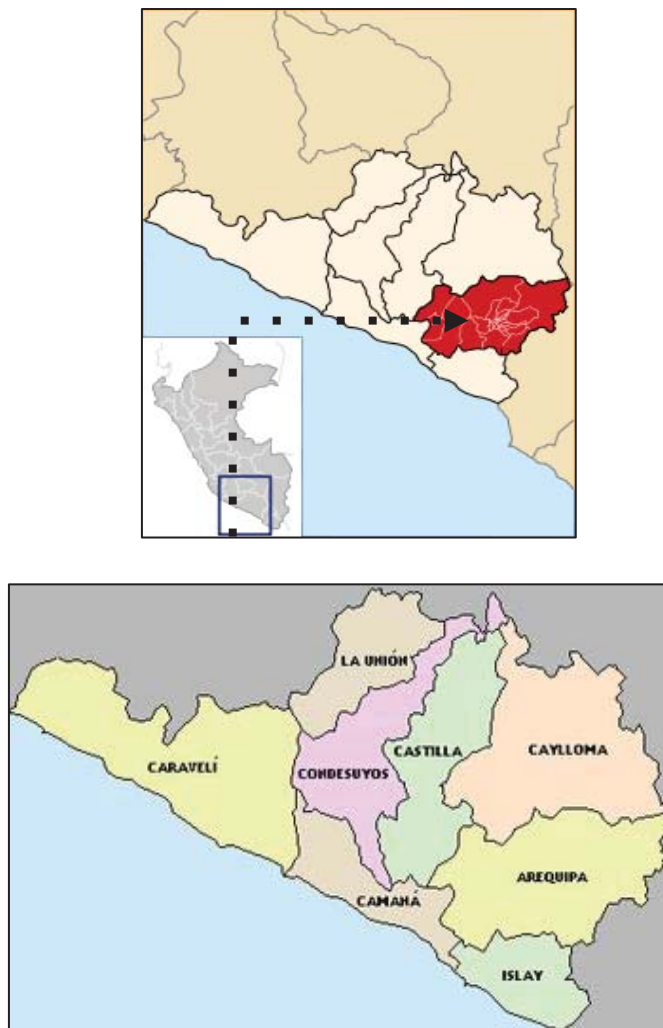 LA UNIÓN
CARAVELÍ
CONDESUYOS
CASTILLA
CAYLLOMA
CAMANÁ
AREQUIPA
ISLAY